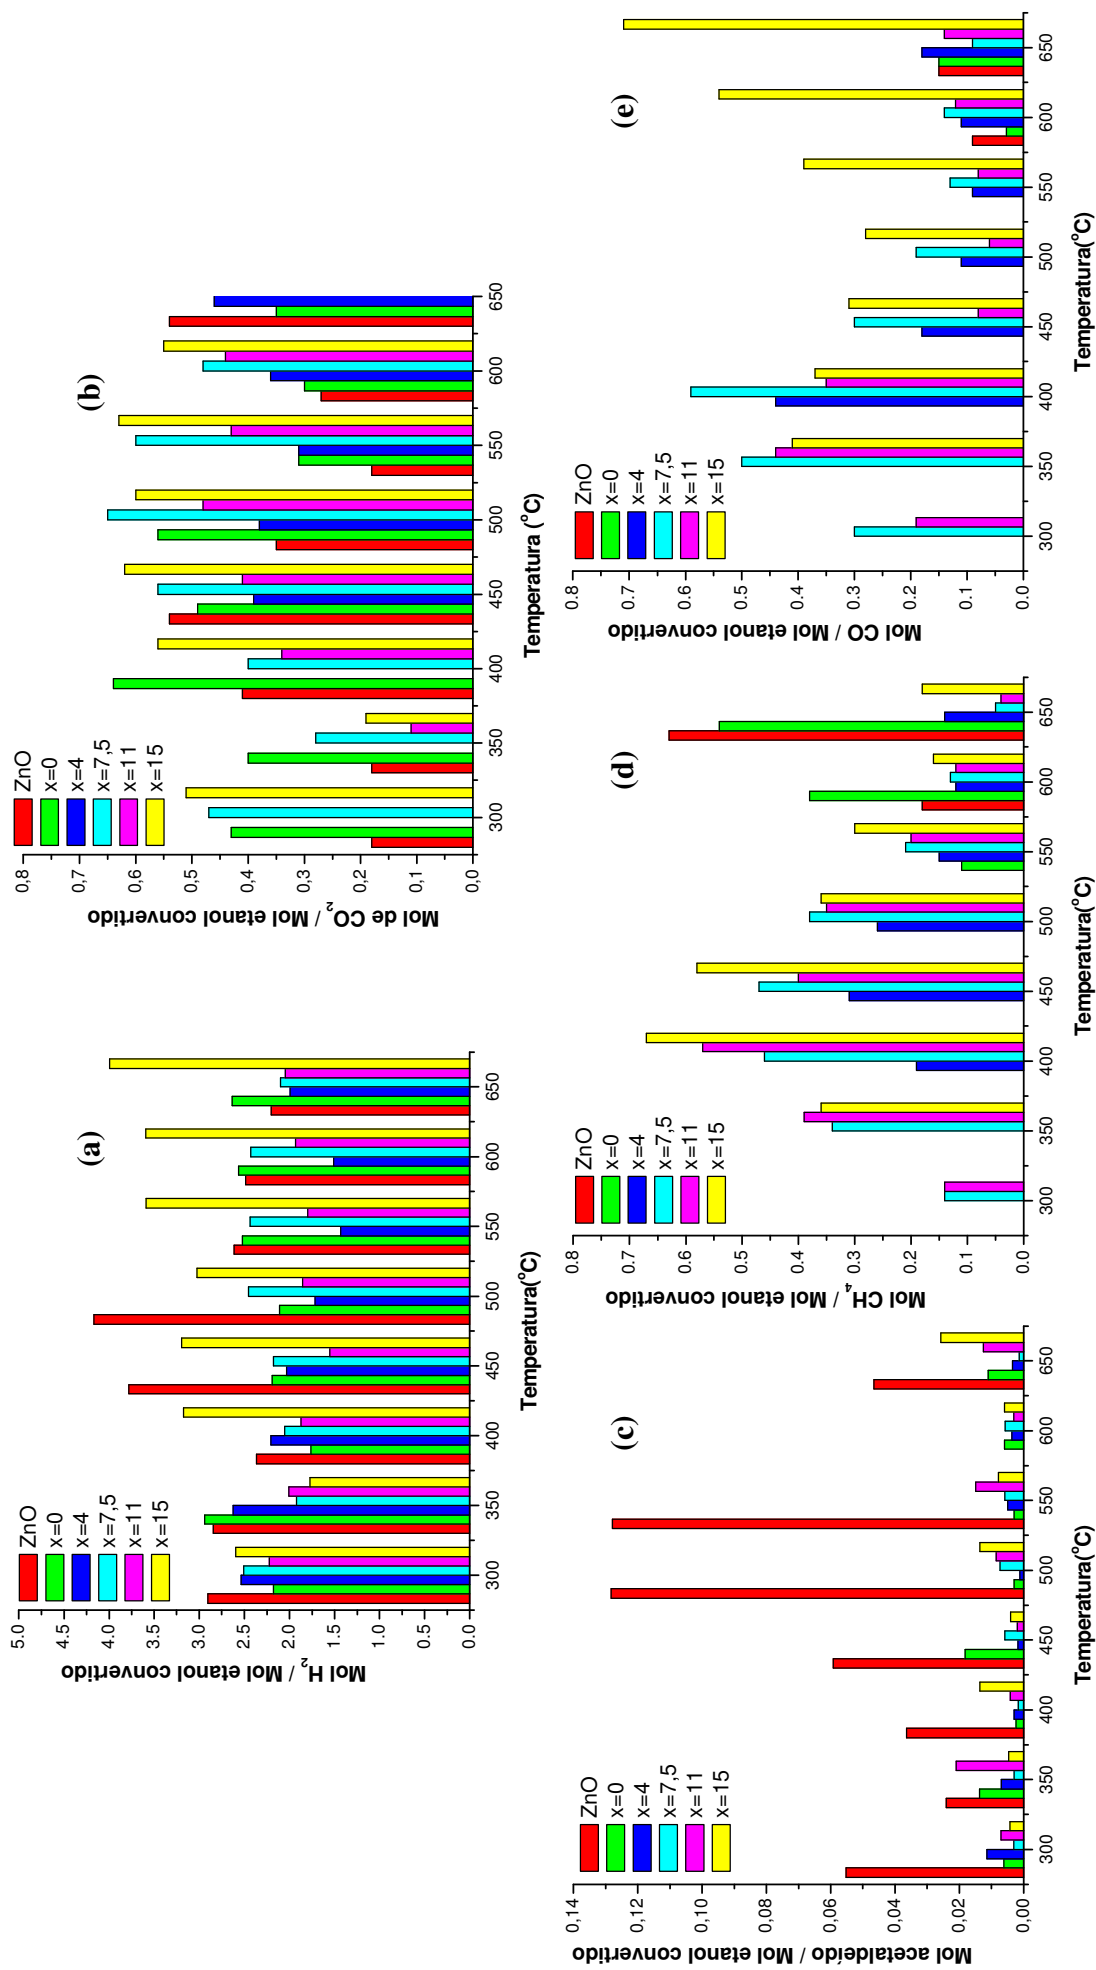 (a)
ZnO
x=0
x=4
x=7,5
x=11
x=15
Mol H2 / Mol etanol convertido
5.0
4.5
4.0
3.5
3.0
2.5
2.0
1.5
1.0
0.5
0.0
300 350 400 450 500 550 600 650
Temperatura(°C)
(b)
ZnO
x=0
x=4
x=7,5
x=11
x=15
Mol de CO2 / Mol etanol convertido
0,8
0,7
0,6
0,5
0,4
0,3
0,2
0,1
0,0
300 350 400 450 500 550 600 650
Temperatura (°C)
(c)
ZnO
x=0
x=4
x=7,5
x=11
x=15
Mol acetaldeído / Mol etanol convertido
0,14
0,12
0,10
0,08
0,06
0,04
0,02
0,00
300 350 400 450 500 550 600 650
Temperatura(°C)
(d)
ZnO
x=0
x=4
x=7,5
x=11
x=15
Mol CH4 / Mol etanol convertido
0.8
0.7
0.6
0.5
0.4
0.3
0.2
0.1
0.0
300 350 400 450 500 550 600 650
Temperatura(°C)
(e)
ZnO
x=0
x=4
x=7,5
x=11
x=15
Mol CO / Mol etanol convertido
0.8
0.7
0.6
0.5
0.4
0.3
0.2
0.1
0.0
300 350 400 450 500 550 600 650
Temperatura(°C)